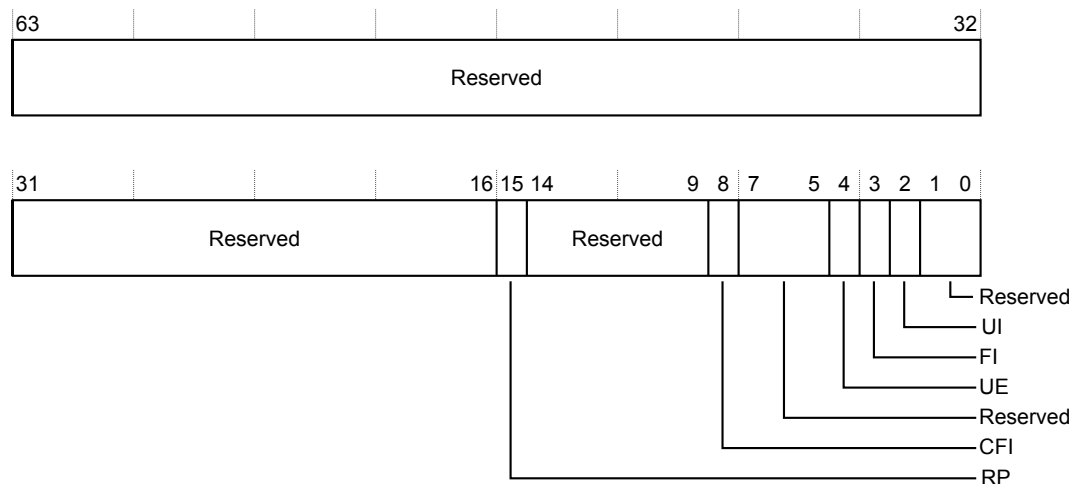 63 32
Reserved
31 16 15 14 9 8 7 5 4 3 2 1 0
Reserved Reserved
Reserved
UI
FI
UE
Reserved
CFI
RP